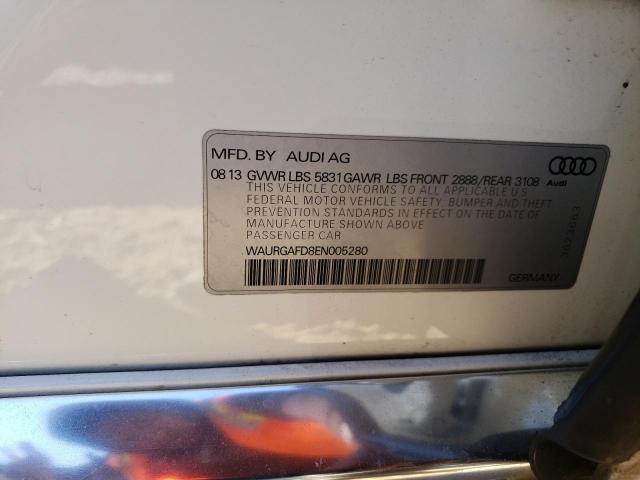 MFD. BY AUDI AG
08 13 GVWR LBS 5831 GAWR LBS FRONT 2888/REAR 3108
Audi
THIS VEHICLE CONFORMS TO ALL APPLICABLE U.S.
FEDERAL MOTOR VEHICLE SAFETY: BUMPER AND THEFT
PREVENTION STANDARDS IN EFFECT ON THE DATE OF
MANUFACTURE SHOWN ABOVE
PASSENGER CAR
WAURGAFD8EN005280
GERMANY
3623663